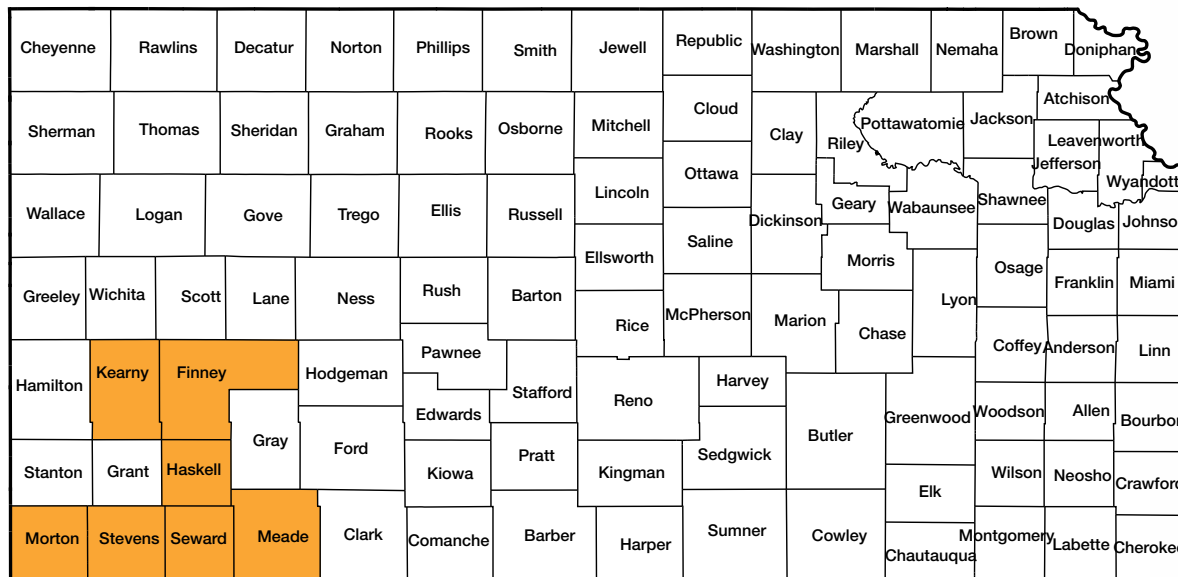 Cheyenne
Rawlins
Decatur
Norton
Phillips
Smith
Jewell
Republic
Washington
Marshall
Nemaha
Brown
Doniphan
Sherman
Thomas
Sheridan
Graham
Rooks
Osborne
Mitchell
Cloud
Clay
Riley
Pottawatomie
Jackson
Atchison
Leavenworth
Jefferson
Wyandott
Wallace
Logan
Gove
Trego
Ellis
Russell
Lincoln
Ottawa
Dickinson
Geary
Wabaunsee
Shawnee
Douglas
Johnso
Saline
Ellsworth
Morris
Osage
Franklin
Miami
Greeley
Wichita
Scott
Lane
Ness
Rush
Barton
Rice
McPherson
Marion
Chase
Lyon
Coffey
Anderson
Linn
Hamilton
Kearny
Finney
Hodgeman
Pawnee
Stafford
Reno
Harvey
Butler
Greenwood
Woodson
Allen
Bourbon
Edwards
Gray
Ford
Stanton
Grant
Haskell
Kiowa
Pratt
Kingman
Sedgwick
Elk
Wilson
Neosho
Crawford
Morton
Stevens
Seward
Meade
Clark
Comanche
Barber
Harper
Sumner
Cowley
Chautauqua
Montgomery
Labette
Cherokee